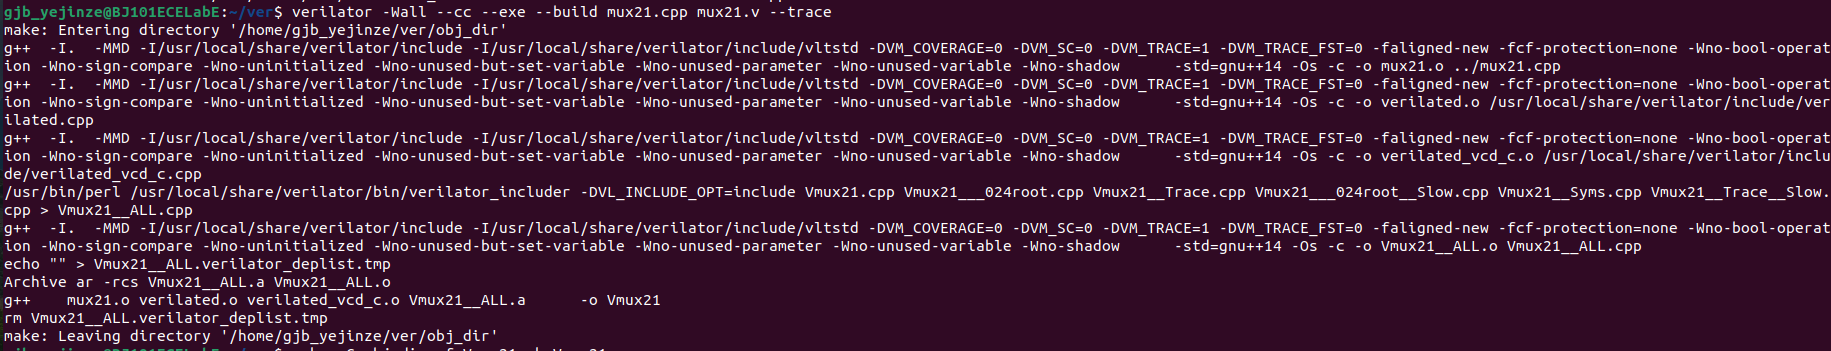 gjb_yejinze@BJ101ECELabE:~/ver$ verilator -Wall --cc --exe --build mux21.cpp mux21.v --trace
make: Entering directory '/home/gjb_yejinze/ver/obj_dir'
g++  -I.  -MMD -I/usr/local/share/verilator/include -I/usr/local/share/verilator/include/vltstd -DVM_COVERAGE=0 -DVM_SC=0 -DVM_TRACE=1 -DVM_TRACE_FST=0 -faligned-new -fcf-protection=none -Wno-bool-operat
ion -Wno-sign-compare -Wno-uninitialized -Wno-unused-but-set-variable -Wno-unused-parameter -Wno-unused-variable -Wno-shadow      -std=gnu++14 -Os -c -o mux21.o ../mux21.cpp
g++  -I.  -MMD -I/usr/local/share/verilator/include -I/usr/local/share/verilator/include/vltstd -DVM_COVERAGE=0 -DVM_SC=0 -DVM_TRACE=1 -DVM_TRACE_FST=0 -faligned-new -fcf-protection=none -Wno-bool-operat
ion -Wno-sign-compare -Wno-uninitialized -Wno-unused-but-set-variable -Wno-unused-parameter -Wno-unused-variable -Wno-shadow      -std=gnu++14 -Os -c -o verilated.o /usr/local/share/verilator/include/ver
ilated.cpp
g++  -I.  -MMD -I/usr/local/share/verilator/include -I/usr/local/share/verilator/include/vltstd -DVM_COVERAGE=0 -DVM_SC=0 -DVM_TRACE=1 -DVM_TRACE_FST=0 -faligned-new -fcf-protection=none -Wno-bool-operat
ion -Wno-sign-compare -Wno-uninitialized -Wno-unused-but-set-variable -Wno-unused-parameter -Wno-unused-variable -Wno-shadow      -std=gnu++14 -Os -c -o verilated_vcd_c.o /usr/local/share/verilator/inclu
de/verilated_vcd_c.cpp
/usr/bin/perl /usr/local/share/verilator/bin/verilator_includer -DVL_INCLUDE_OPT=include Vmux21.cpp Vmux21___024root.cpp Vmux21__Trace.cpp Vmux21___024root__Slow.cpp Vmux21__Syms.cpp Vmux21__Trace__Slow.
cpp > Vmux21__ALL.cpp
g++  -I.  -MMD -I/usr/local/share/verilator/include -I/usr/local/share/verilator/include/vltstd -DVM_COVERAGE=0 -DVM_SC=0 -DVM_TRACE=1 -DVM_TRACE_FST=0 -faligned-new -fcf-protection=none -Wno-bool-operat
ion -Wno-sign-compare -Wno-uninitialized -Wno-unused-but-set-variable -Wno-unused-parameter -Wno-unused-variable -Wno-shadow      -std=gnu++14 -Os -c -o Vmux21__ALL.o Vmux21__ALL.cpp
echo "" > Vmux21__ALL.verilator_deplist.tmp
Archive ar -rcs Vmux21__ALL.a Vmux21__ALL.o
g++    mux21.o verilated.o verilated_vcd_c.o Vmux21__ALL.a      -o Vmux21
rm Vmux21__ALL.verilator_deplist.tmp
make: Leaving directory '/home/gjb_yejinze/ver/obj_dir'